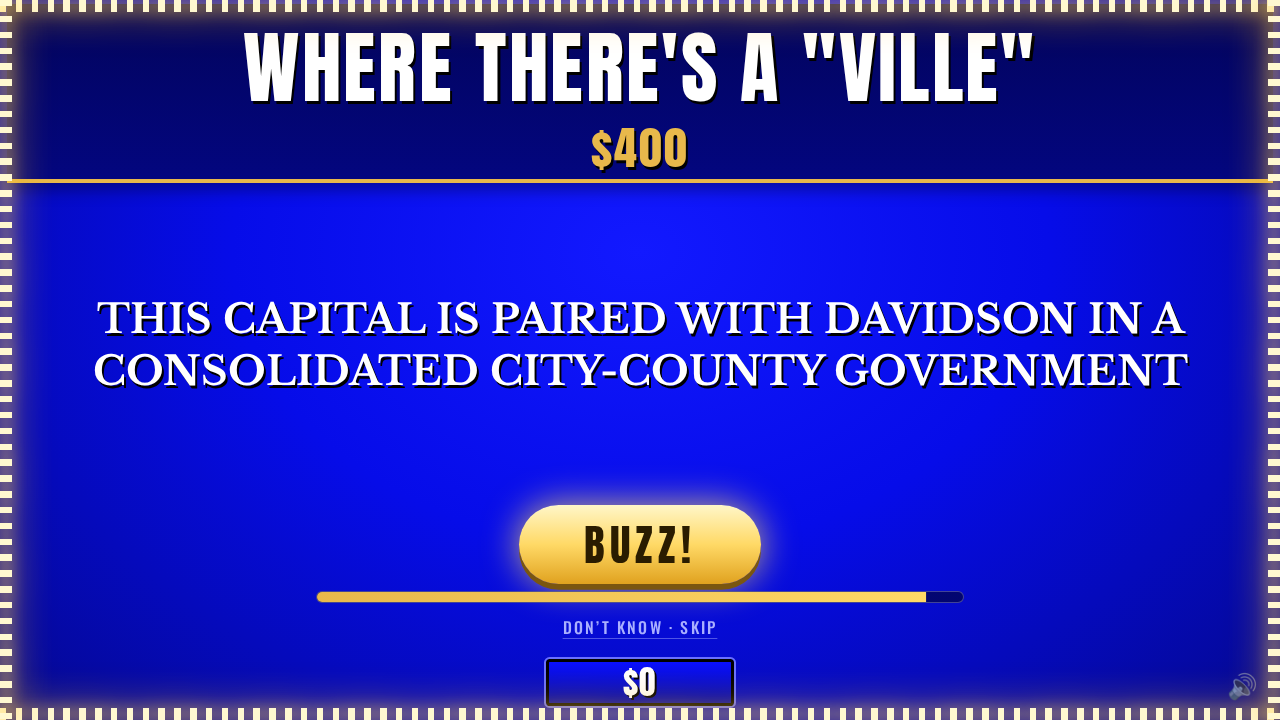 WHERE THERE'S A "VILLE"
$400
THIS CAPITAL IS PAIRED WITH DAVIDSON IN A
CONSOLIDATED CITY-COUNTY GOVERNMENT
BUZZ!
DON'T KNOW · SKIP
$0